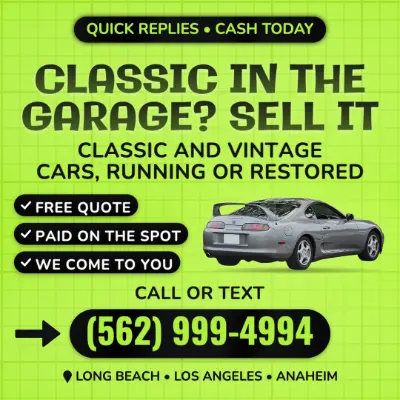 QUICK REPLIES • CASH TODAY
CLASSIC IN THE
GARAGE? SELL IT
CLASSIC AND VINTAGE
CARS, RUNNING OR RESTORED
FREE QUOTE
PAID ON THE SPOT
WE COME TO YOU
CALL OR TEXT
(562) 999-4994
LONG BEACH • LOS ANGELES • ANAHEIM